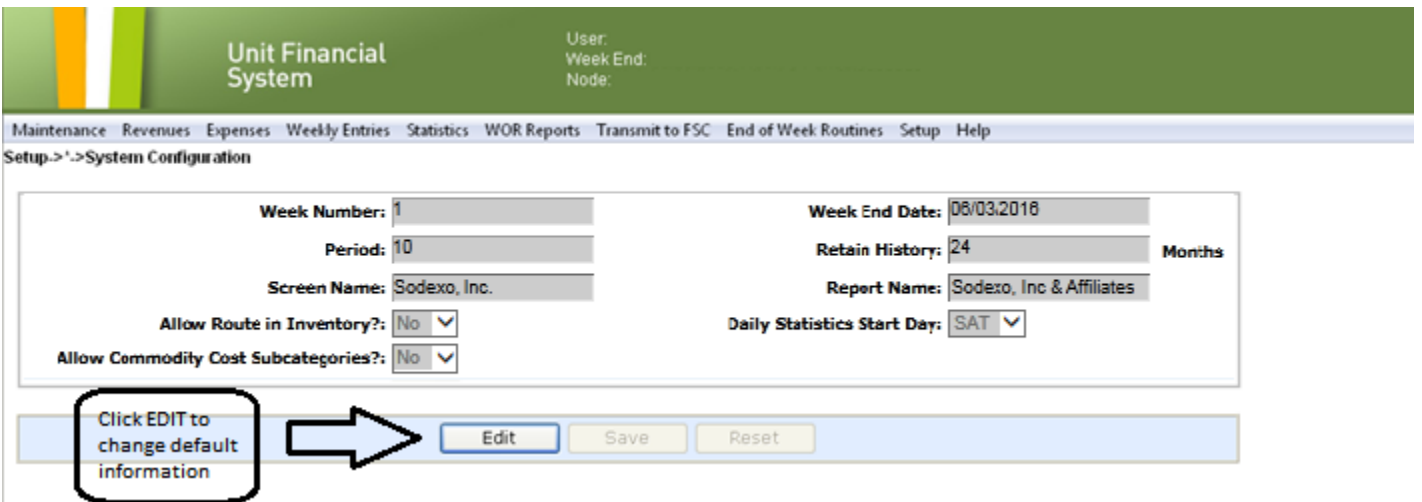 Unit Financial
System
User:
Week End:
Node:
Maintenance Revenues Expenses Weekly Entries Statistics WOR Reports Transmit to FSC End of Week Routines Setup Help
Setup->'->System Configuration
Week Number: 1 Week End Date: 06/03/2016
Period: 10 Retain History: 24 Months
Screen Name: Sodexo, Inc. Report Name: Sodexo, Inc & Affiliates
Allow Route in Inventory?: No Daily Statistics Start Day: SAT
Allow Commodity Cost Subcategories?: No
Click EDIT to
change default
information
Edit Save Reset